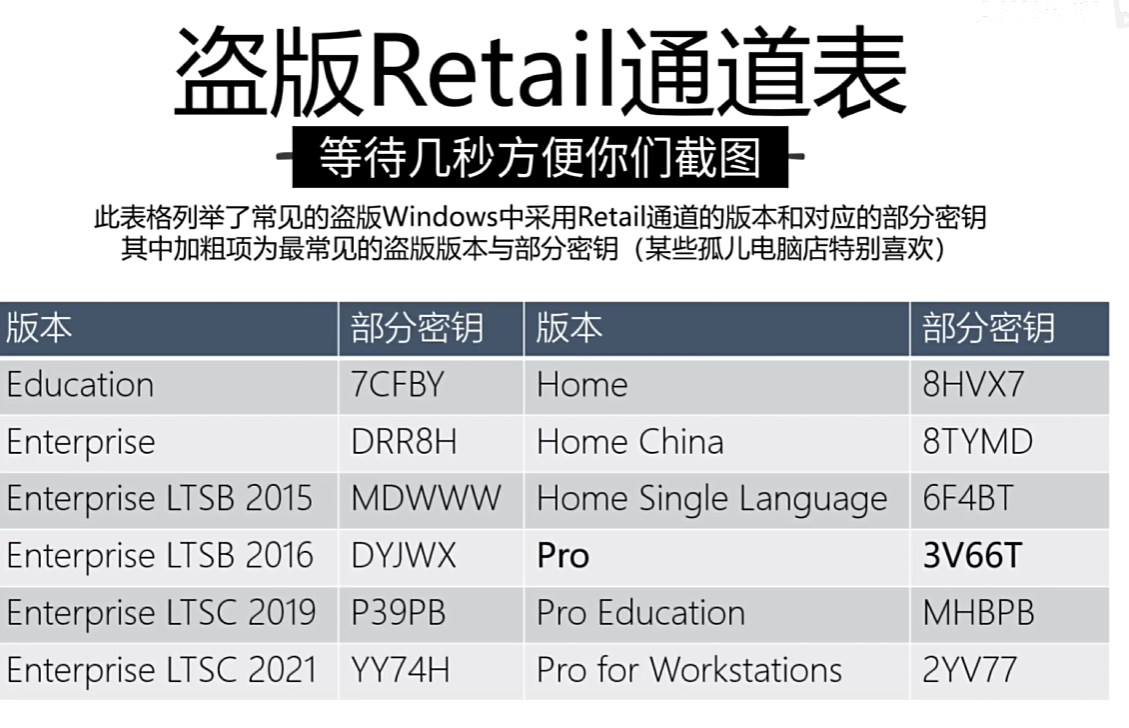 盗版Retail通道表
等待几秒方便你们截图
此表格列举了常见的盗版Windows中采用Retail通道的版本和对应的部分密钥
其中加粗项为最常见的盗版版本与部分密钥（某些孤儿电脑店特别喜欢）
版本 部分密钥 版本 部分密钥
Education 7CFBY Home 8HVX7
Enterprise DRR8H Home China 8TYMD
Enterprise LTSB 2015 MDWWW Home Single Language 6F4BT
Enterprise LTSB 2016 DYJWX Pro 3V66T
Enterprise LTSC 2019 P39PB Pro Education MHBPB
Enterprise LTSC 2021 YY74H Pro for Workstations 2YV77